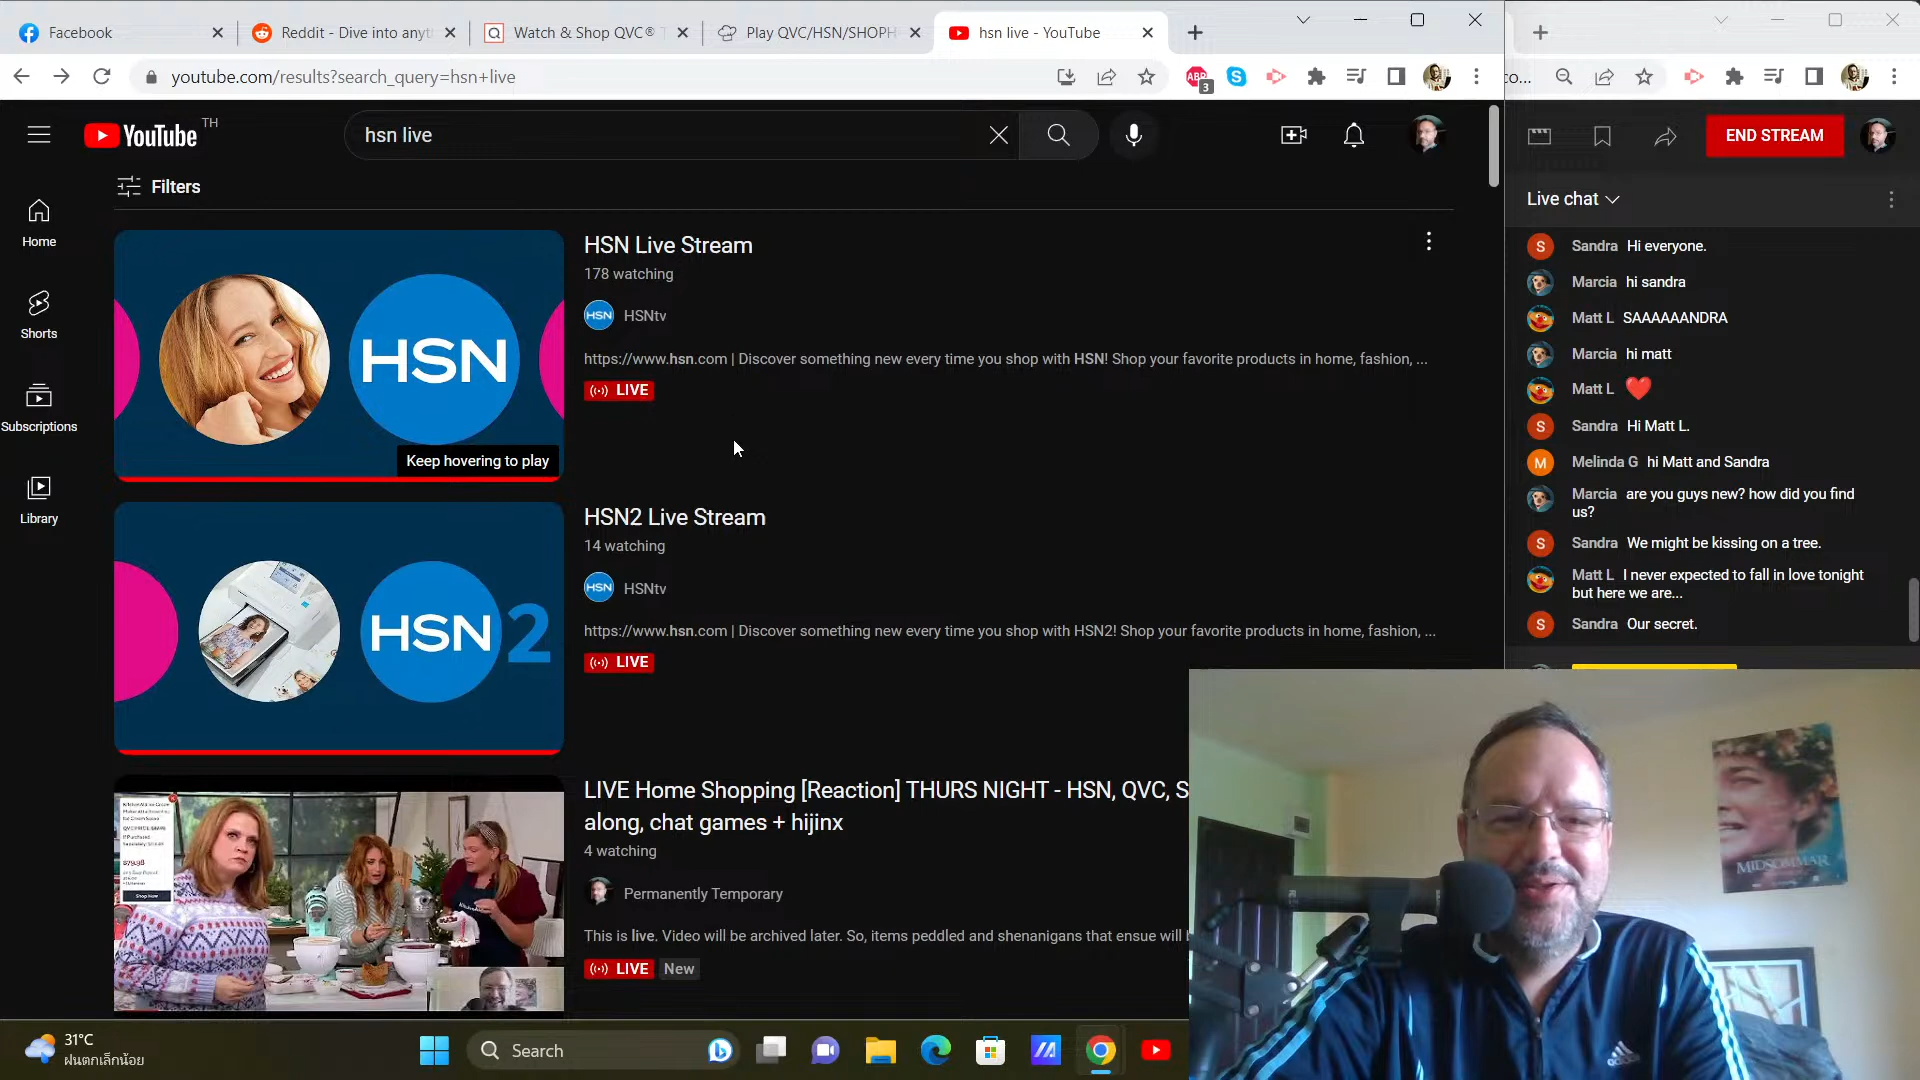 Facebook
Reddit - Dive into anyt
Watch & Shop QVC®
Play QVC/HSN/SHOPH
hsn live - YouTube
youtube.com/results?search_query=hsn+live
ABP
3
co...
YouTube
TH
hsn live
END STREAM
Filters
Home
Shorts
Subscriptions
Library
HSN
Keep hovering to play
HSN Live Stream
178 watching
HSN
HSNtv
https://www.hsn.com | Discover something new every time you shop with HSN! Shop your favorite products in home, fashion, ...
LIVE
HSN2
HSN2 Live Stream
14 watching
HSN
HSNtv
https://www.hsn.com | Discover something new every time you shop with HSN2! Shop your favorite products in home, fashion, ...
LIVE
$79.98
Shop Now
LIVE Home Shopping [Reaction] THURS NIGHT - HSN, QVC, S
along, chat games + hijinx
4 watching
Permanently Temporary
This is live. Video will be archived later. So, items peddled and shenanigans that ensue will b
LIVE
New
Live chat
S
Sandra Hi everyone.
Marcia hi sandra
Matt L SAAAAAANDRA
Marcia hi matt
Matt L ❤️
S
Sandra Hi Matt L.
M
Melinda G hi Matt and Sandra
Marcia are you guys new? how did you find
us?
S
Sandra We might be kissing on a tree.
Matt L I never expected to fall in love tonight
but here we are...
S
Sandra Our secret.
MIDSOMMAR
31°C
ฝนตกเล็กน้อย
Search